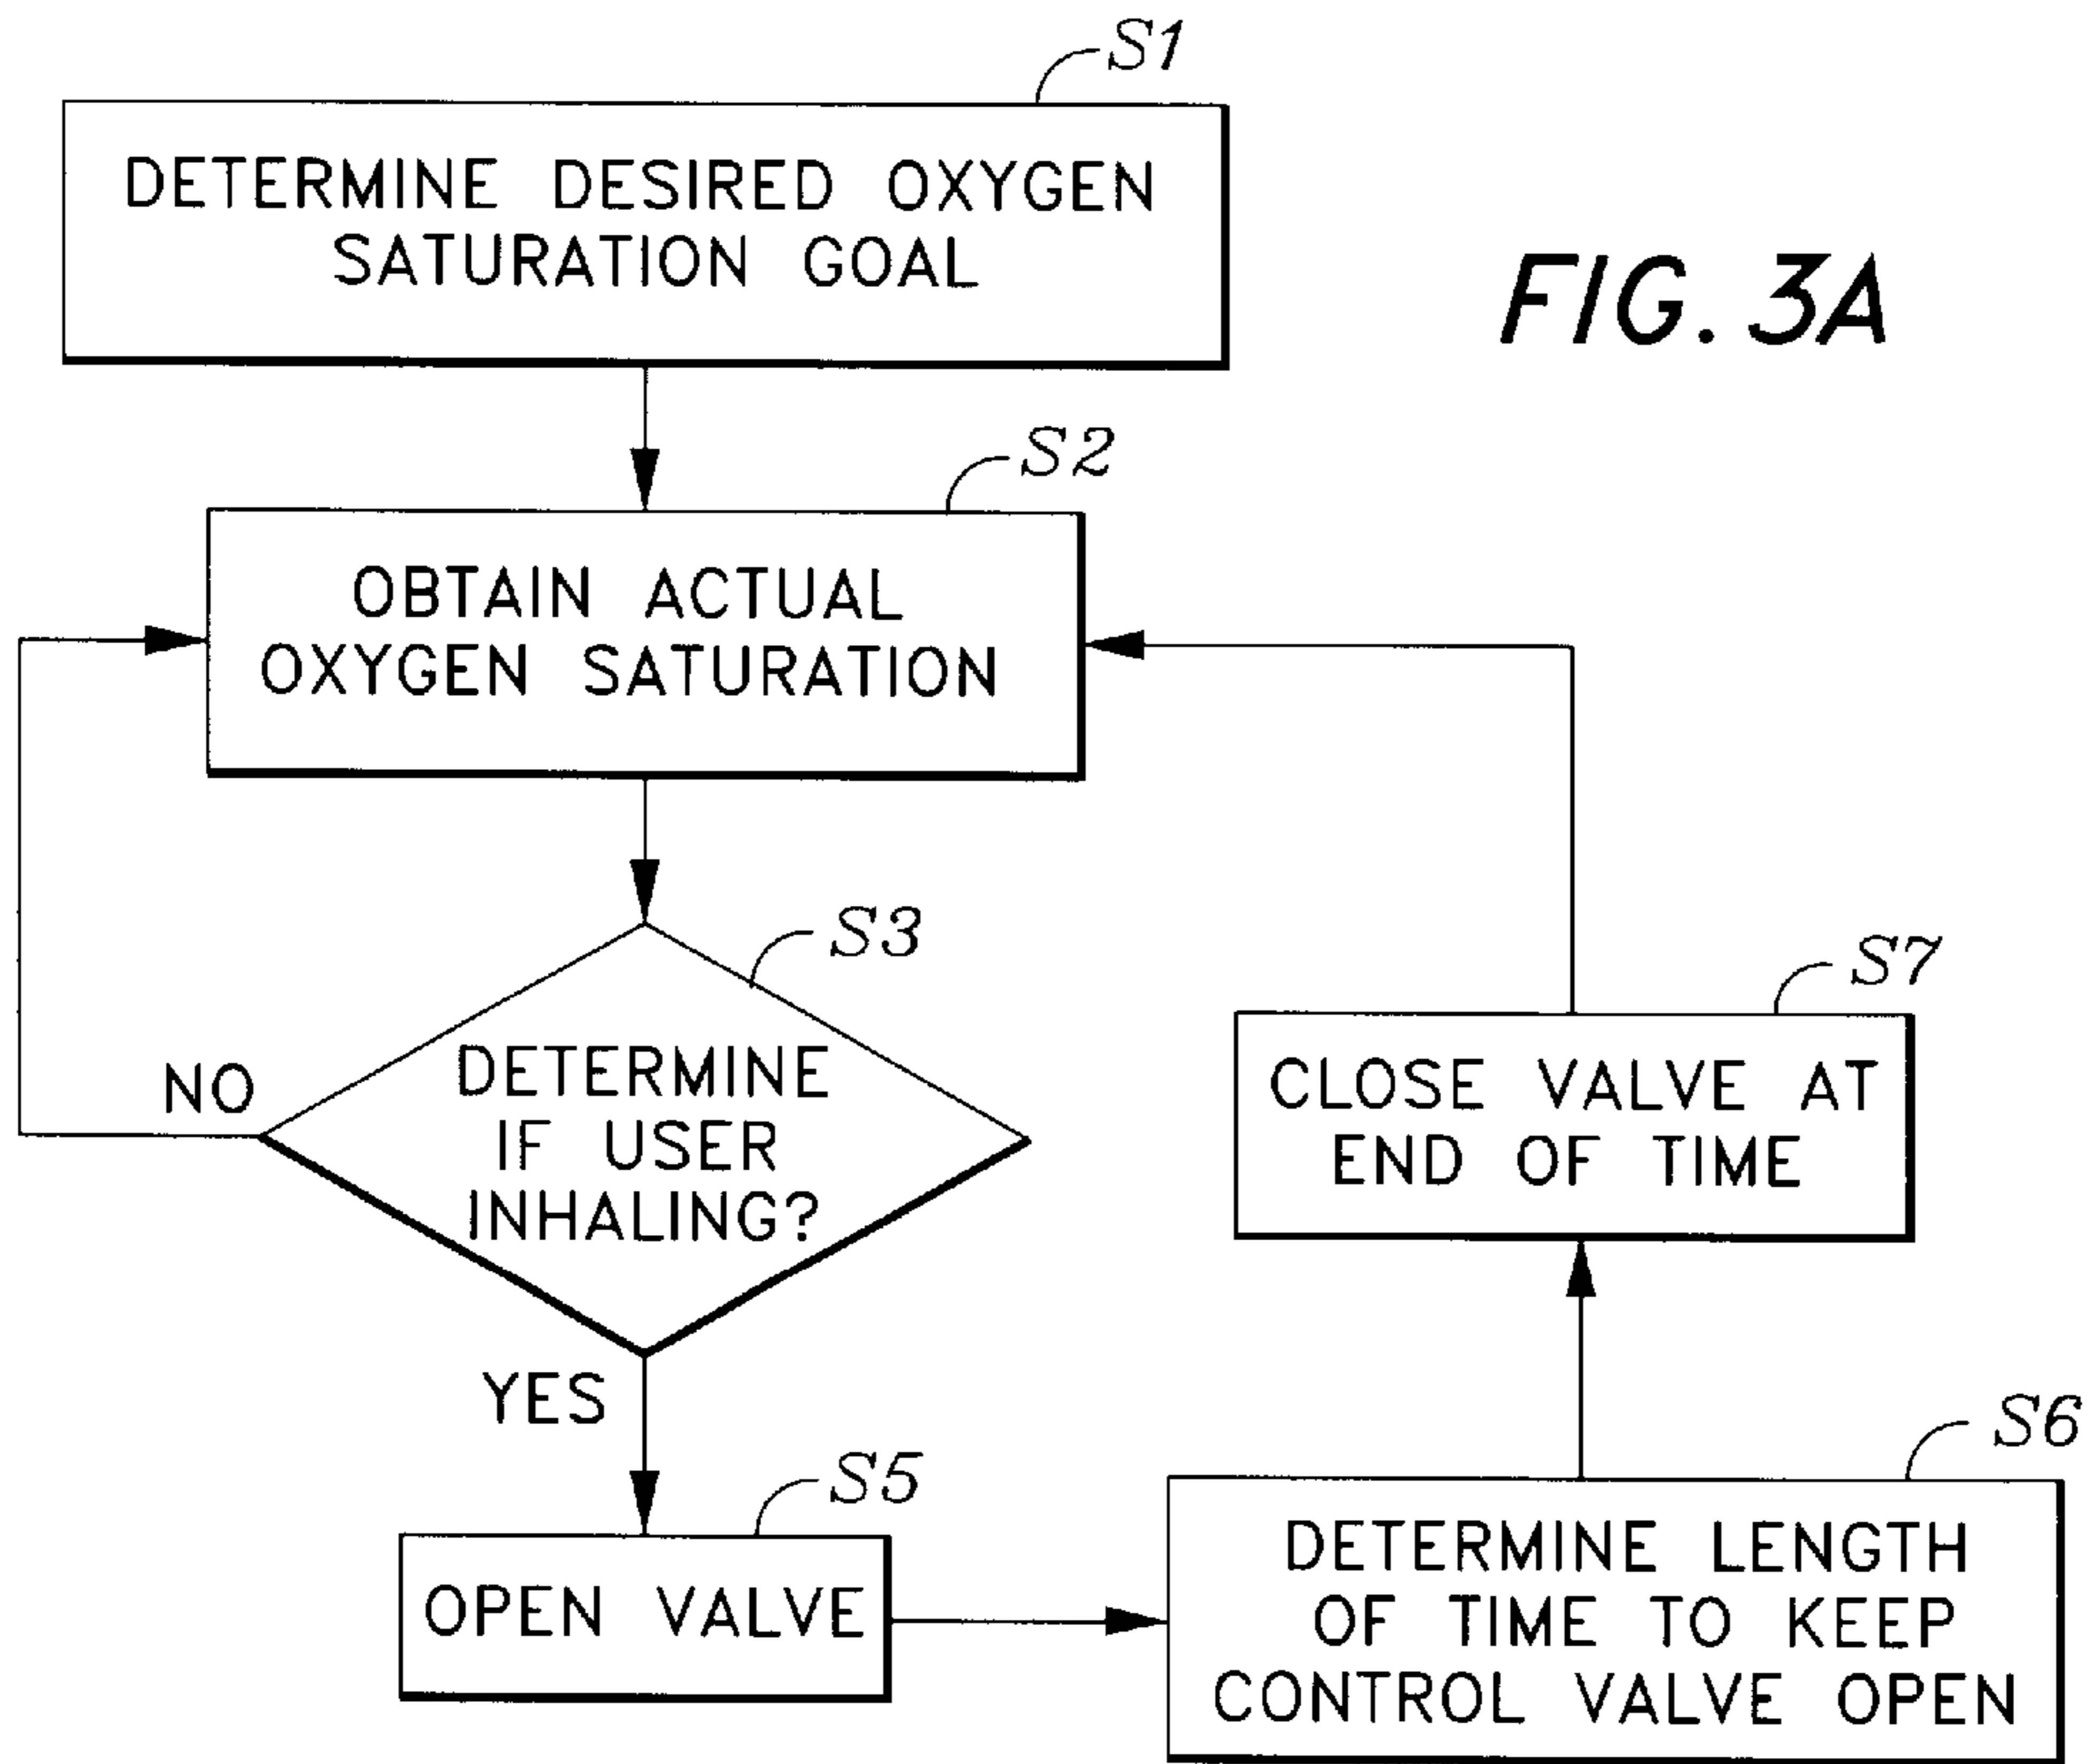 S1
DETERMINE DESIRED OXYGEN
SATURATION GOAL
FIG. 3A
S2
OBTAIN ACTUAL
OXYGEN SATURATION
S3
DETERMINE
IF USER
INHALING?
NO
YES
S7
CLOSE VALVE AT
END OF TIME
S5
OPEN VALVE
S6
DETERMINE LENGTH
OF TIME TO KEEP
CONTROL VALVE OPEN